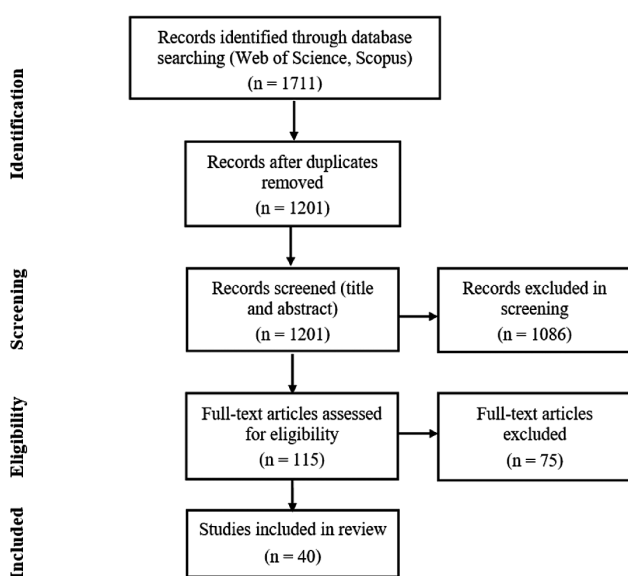 Identification
Records identified through database
searching (Web of Science, Scopus)
(n = 1711)
Records after duplicates
removed
(n = 1201)
Screening
Records screened (title
and abstract)
(n = 1201)
Records excluded in
screening
(n = 1086)
Eligibility
Full-text articles assessed
for eligibility
(n = 115)
Full-text articles
excluded
(n = 75)
Included
Studies included in review
(n = 40)